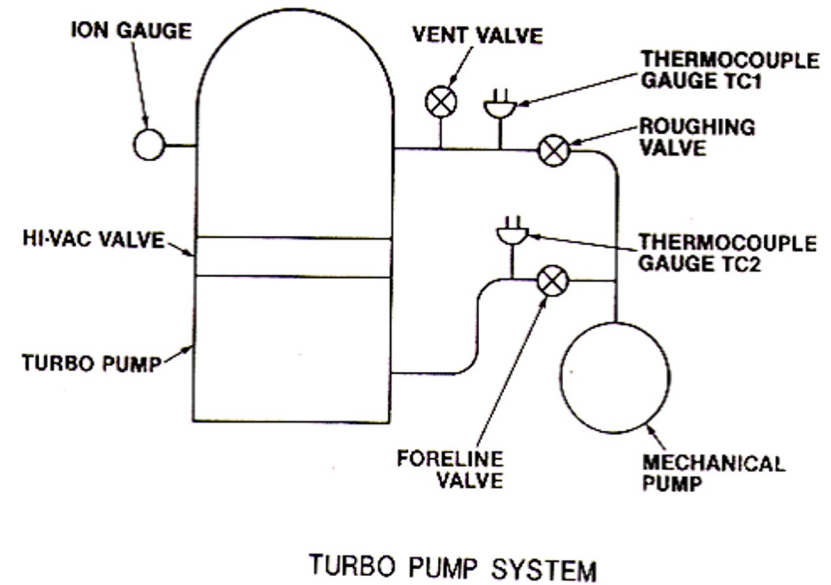 ION GAUGE
VENT VALVE
THERMOCOUPLE
GAUGE TC1
ROUGHING
VALVE
HI-VAC VALVE
THERMOCOUPLE
GAUGE TC2
TURBO PUMP
FORELINE
VALVE
MECHANICAL
PUMP
TURBO PUMP SYSTEM